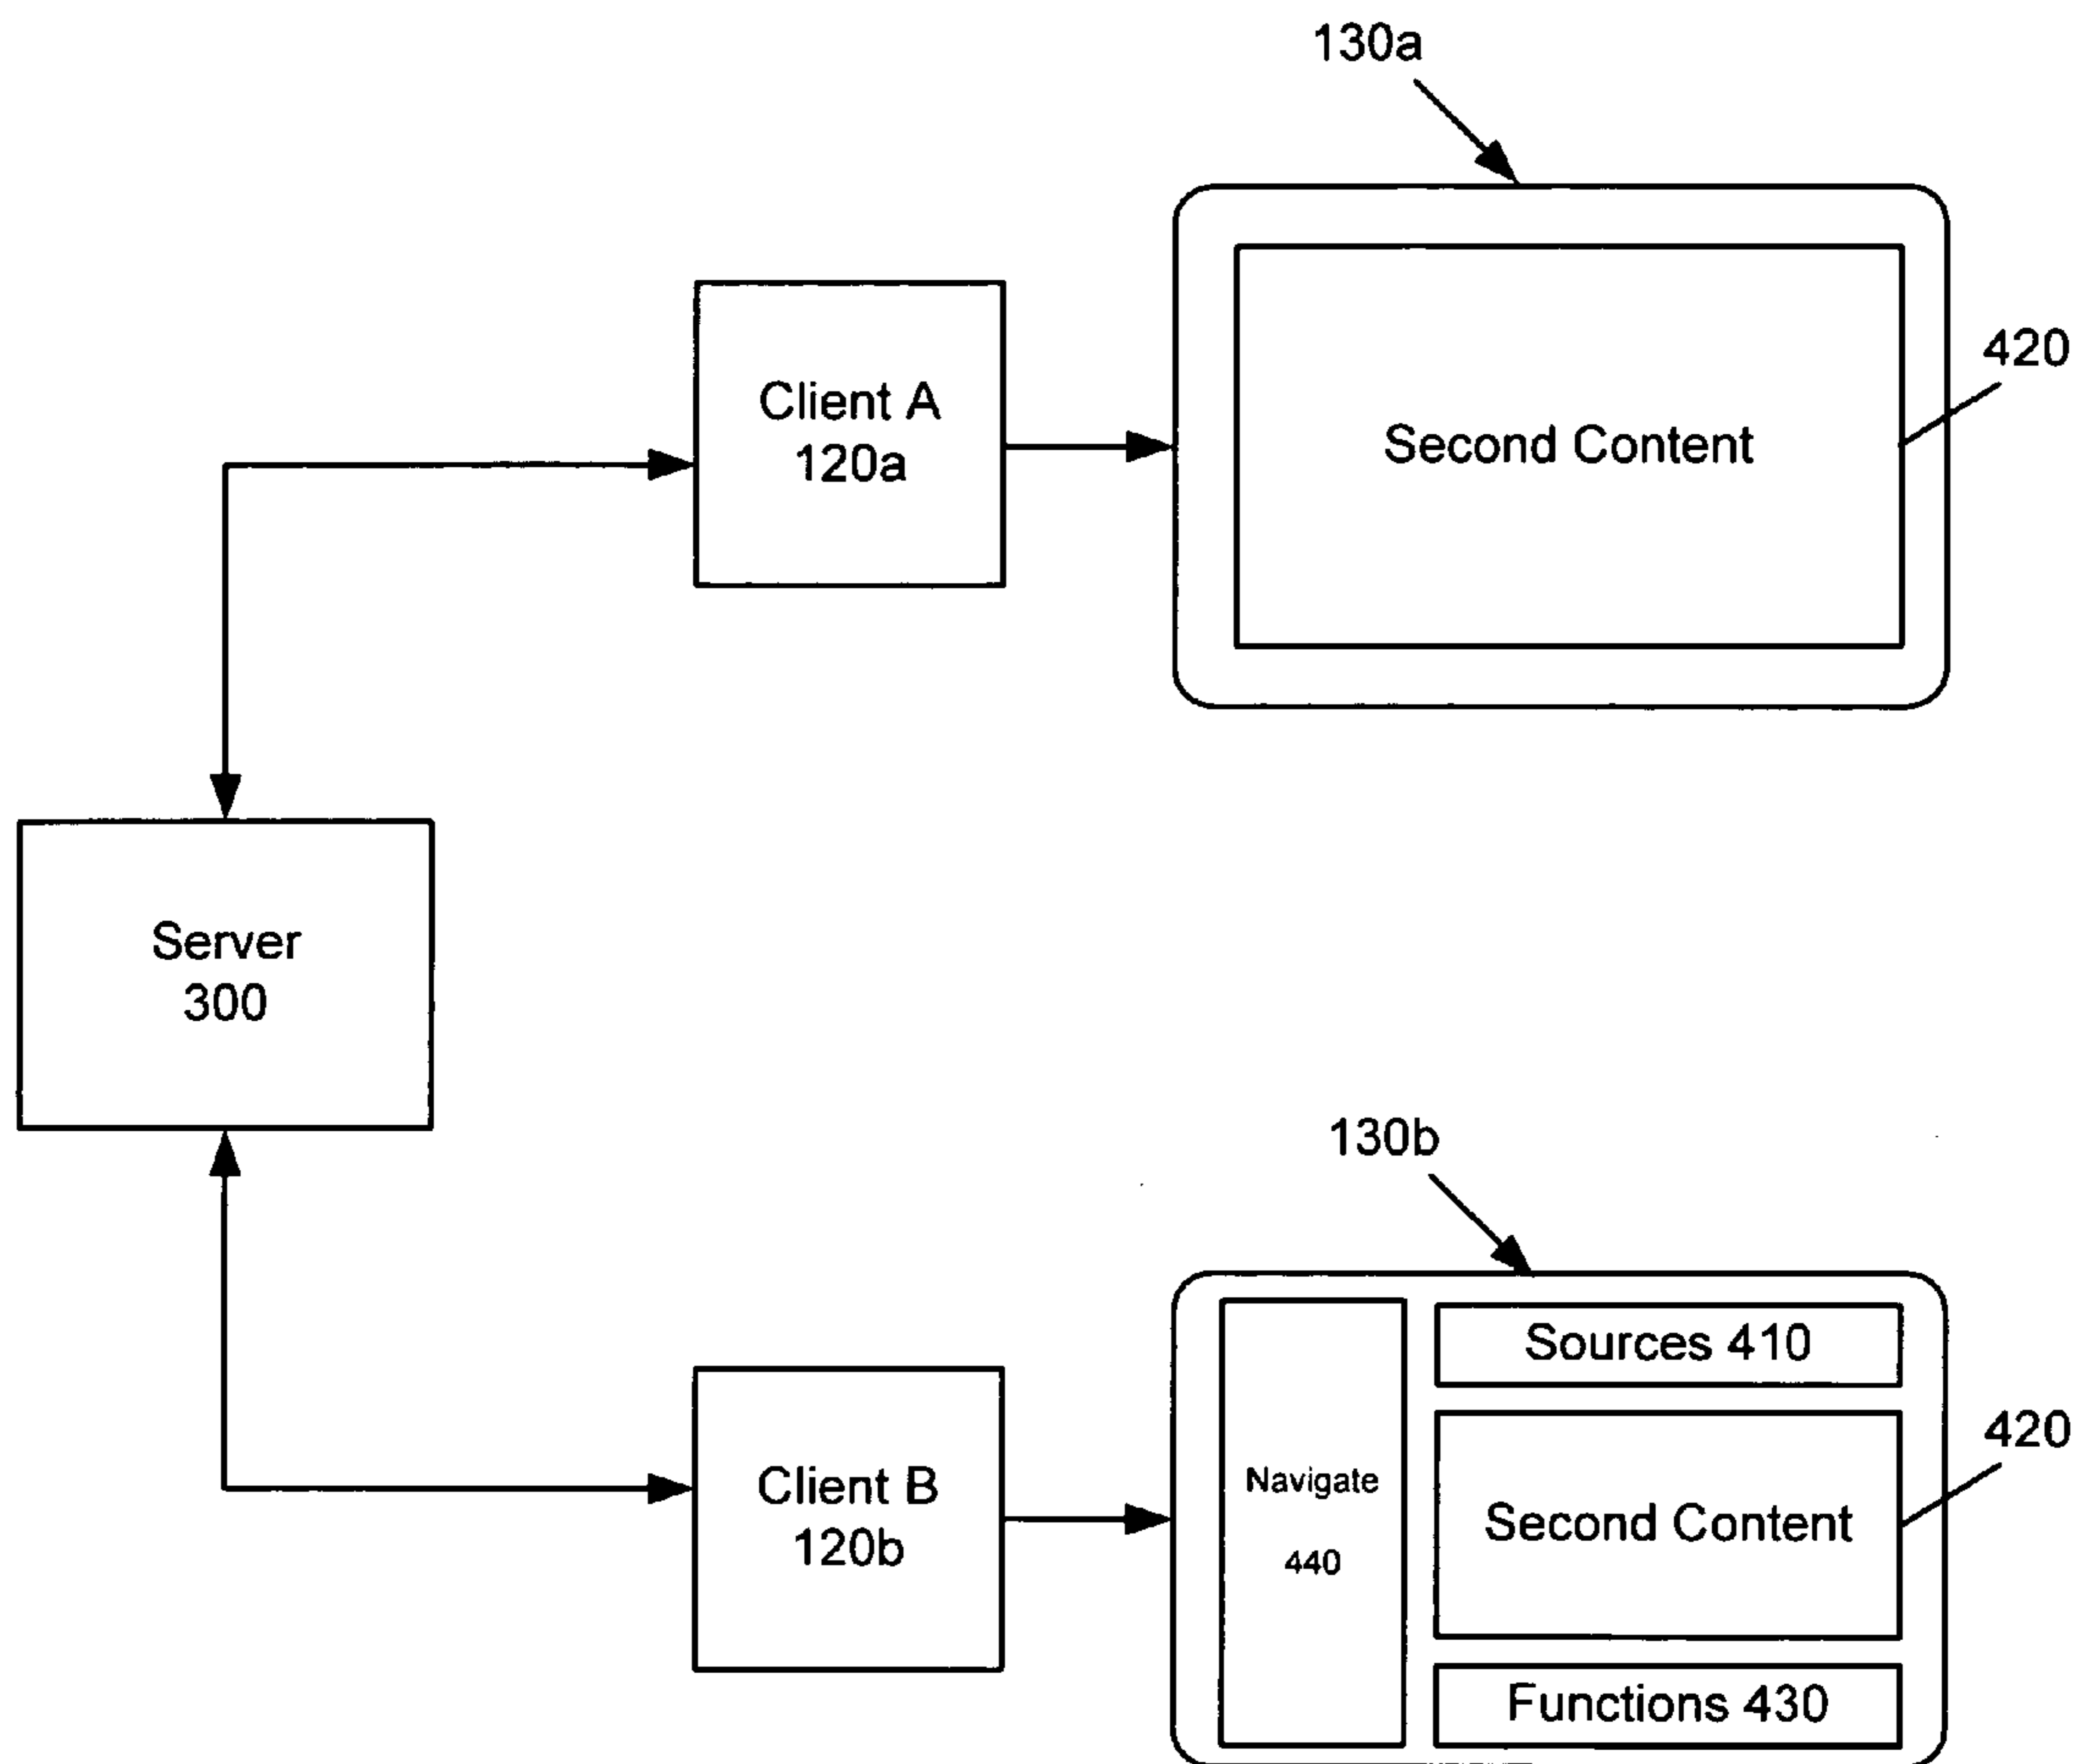 130a
Client A
120a
Second Content
420
Server
300
130b
Client B
120b
Navigate
440
Sources 410
Second Content
420
Functions 430